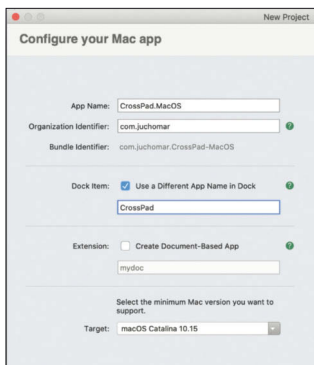 New Project
Configure your Mac app
App Name: CrossPad.MacOS
Organization Identifier: com.juchomar
Bundle Identifier: com.juchomar.CrossPad-MacOS
Dock Item: Use a Different App Name in Dock
CrossPad
Extension: Create Document-Based App
mydoc
Select the minimum Mac version you want to
support.
Target: macOS Catalina 10.15